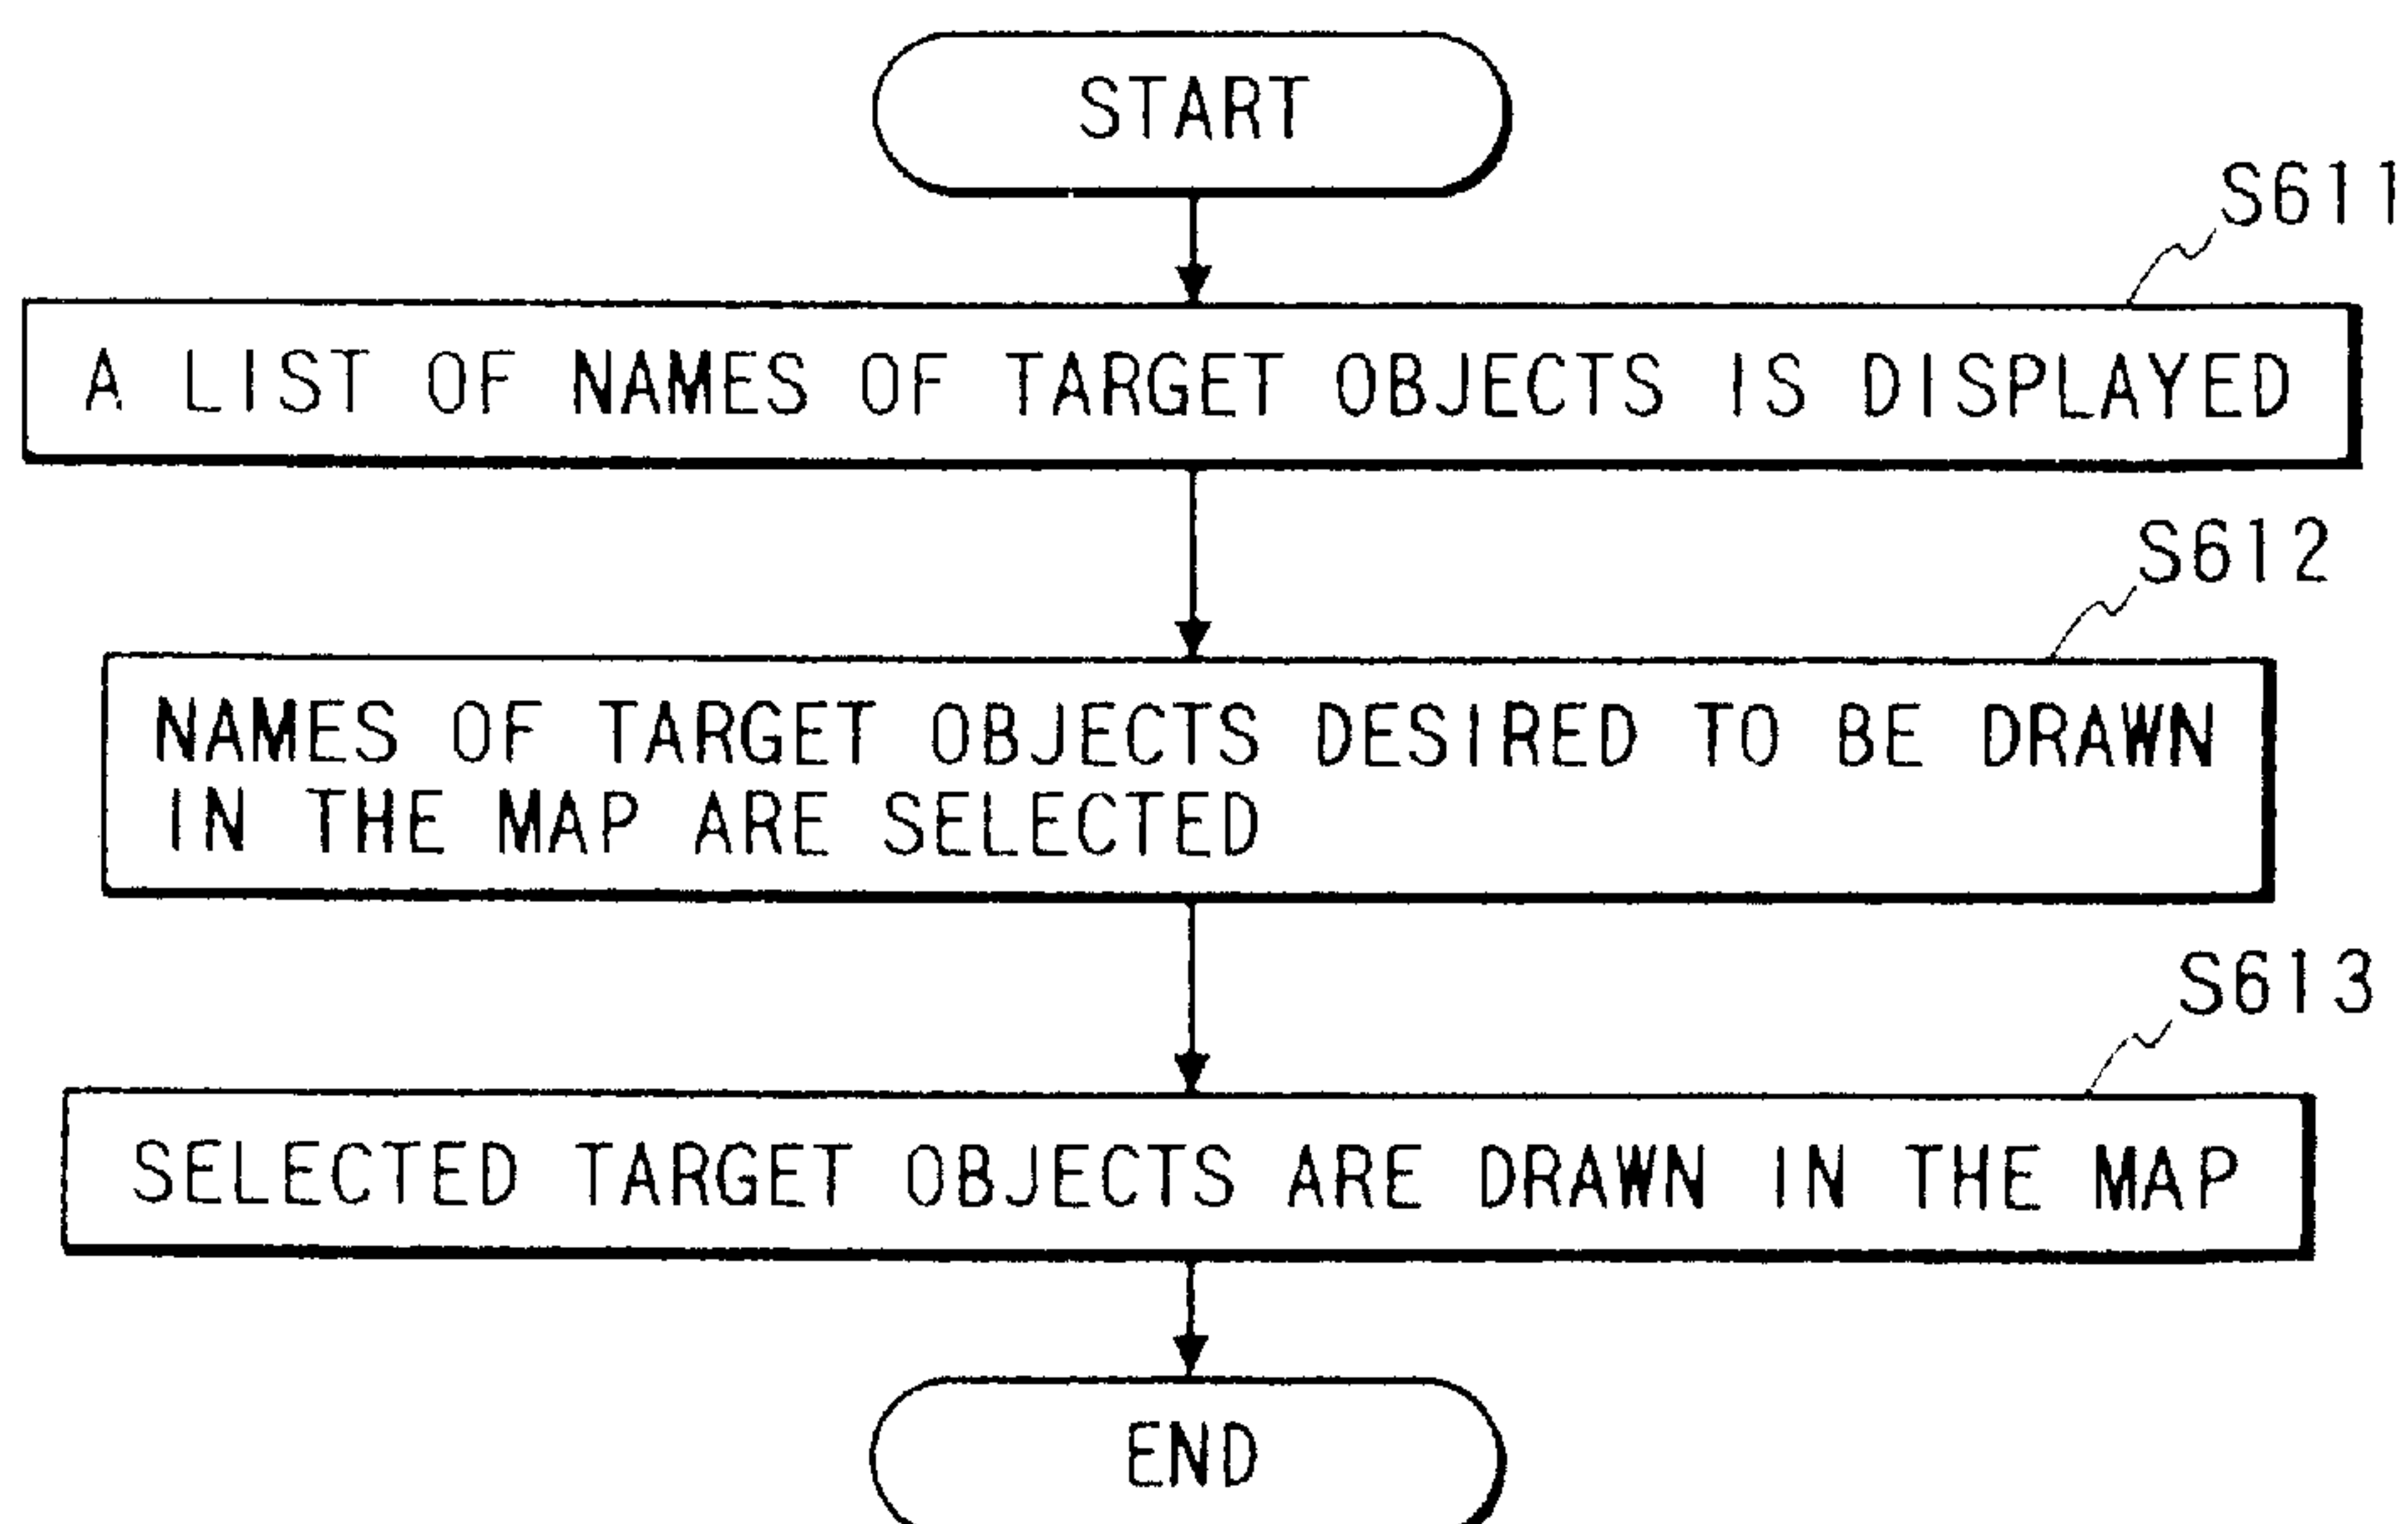 START
S611
A LIST OF NAMES OF TARGET OBJECTS IS DISPLAYED
S612
NAMES OF TARGET OBJECTS DESIRED TO BE DRAWN
IN THE MAP ARE SELECTED
S613
SELECTED TARGET OBJECTS ARE DRAWN IN THE MAP
END